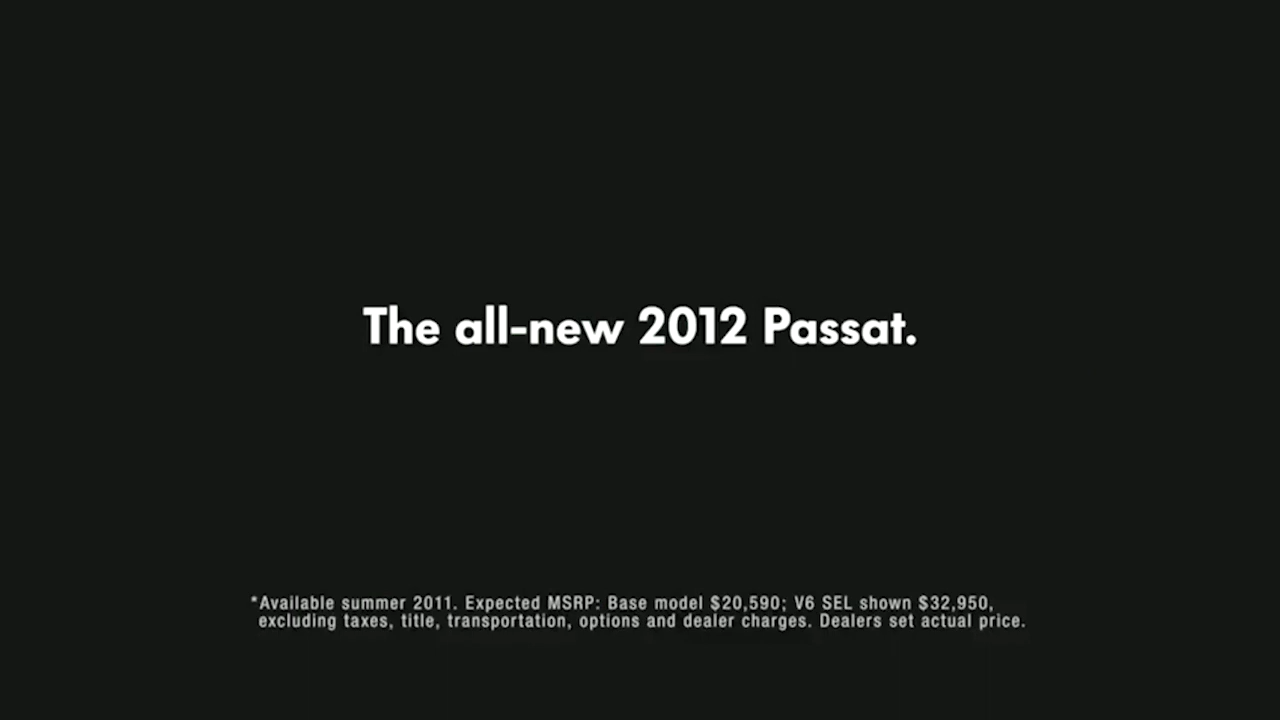 The all-new 2012 Passat.
*Available summer 2011. Expected MSRP: Base model $20,590; V6 SEL shown $32,950,
excluding taxes, title, transportation, options and dealer charges. Dealers set actual price.